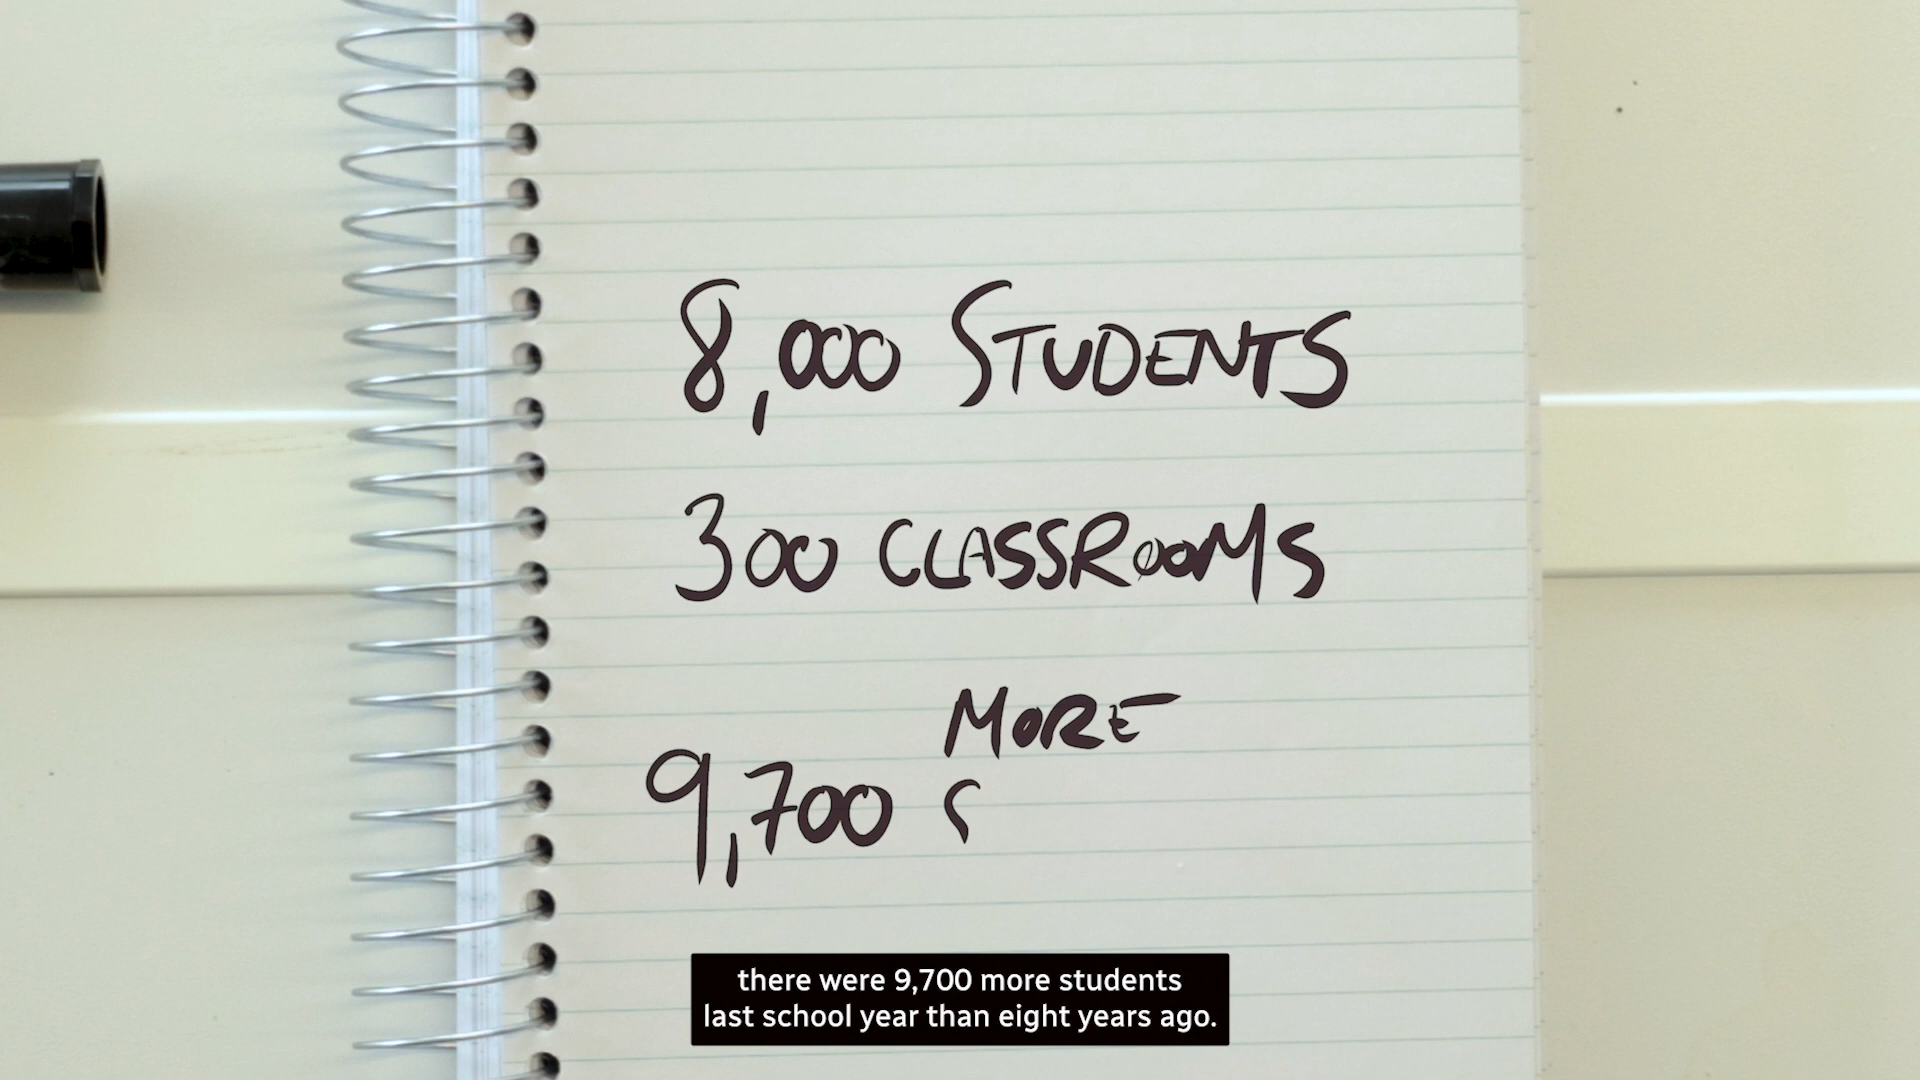 8,000 STUDENTS
300 CLASSROOMS
MORE
9,700 S
there were 9,700 more students
last school year than eight years ago.